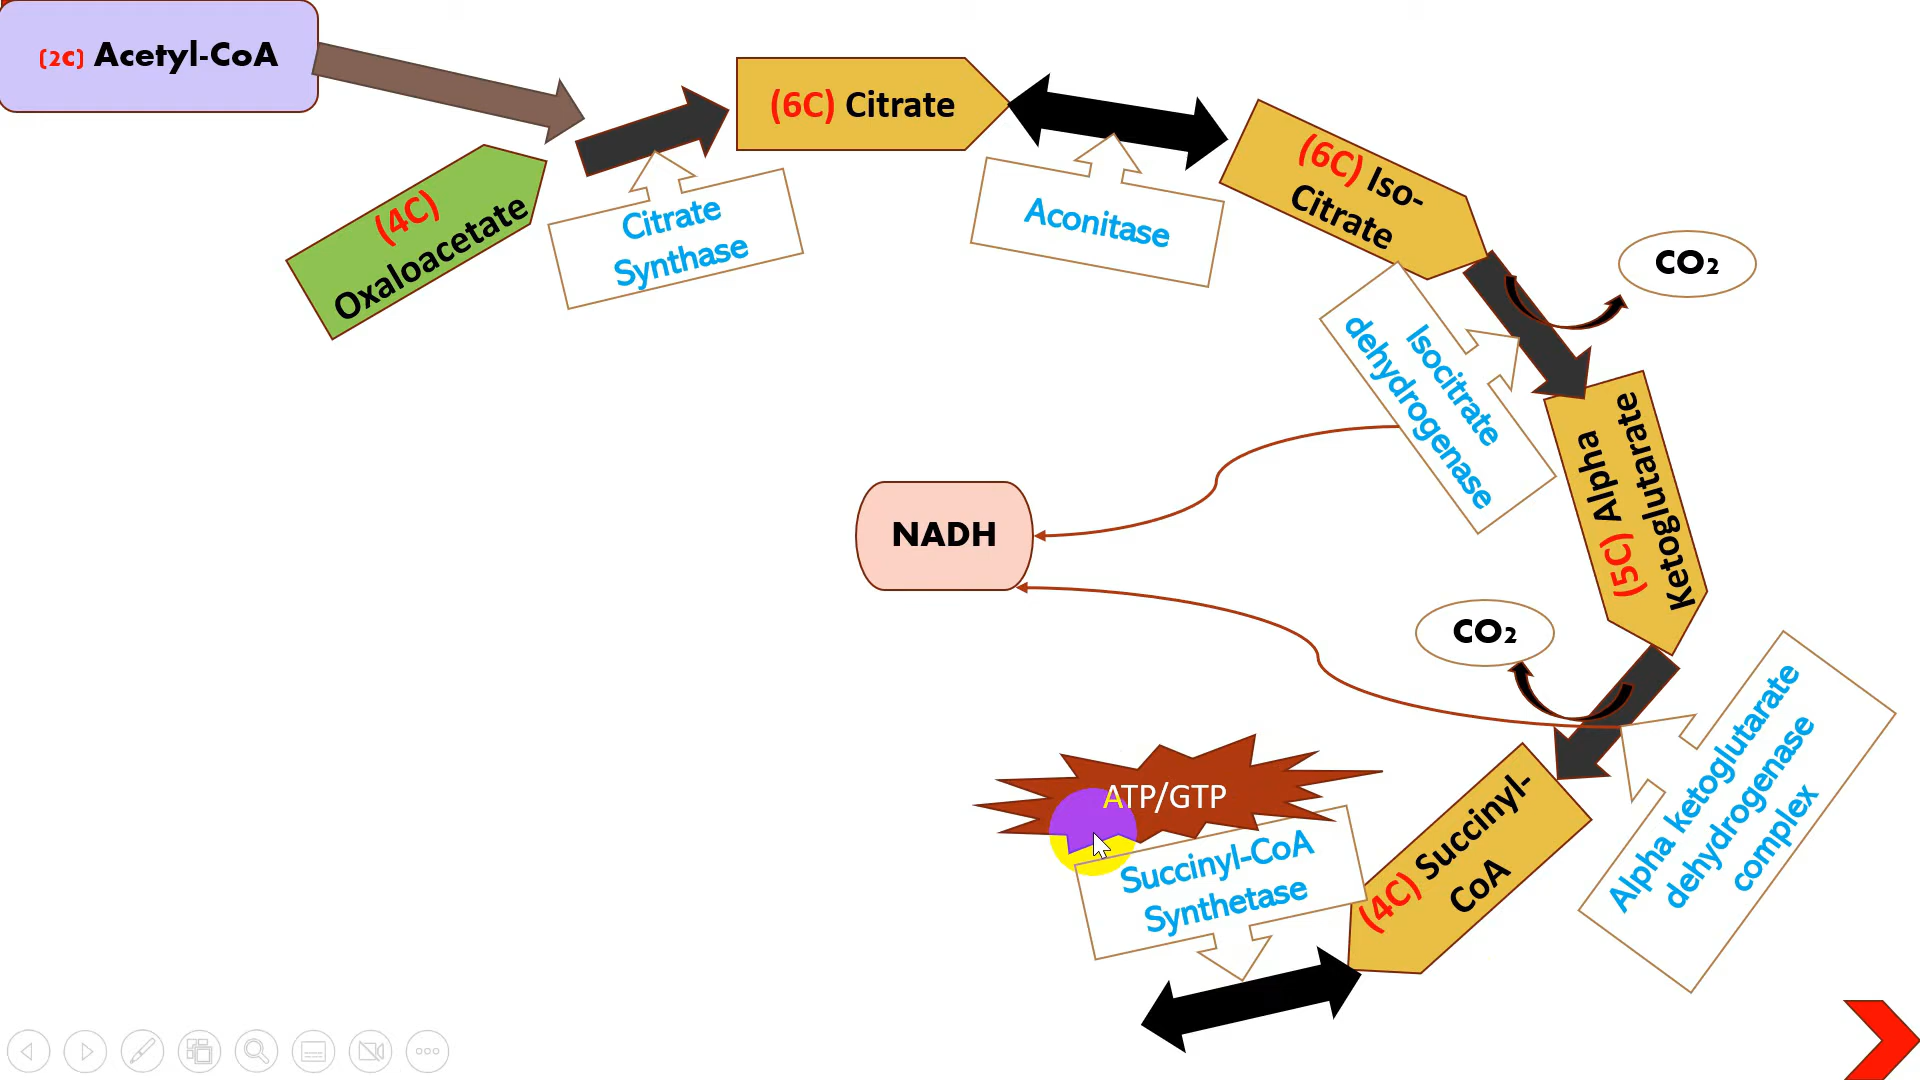 (2C) Acetyl-CoA
(4C)
Oxaloacetate
Citrate
Synthase
(6C) Citrate
Aconitase
(6C) Iso-
Citrate
CO₂
Isocitrate
dehydrogenase
(5C) Alpha
Ketoglutarate
NADH
CO₂
Alpha ketoglutarate
dehydrogenase
complex
(4C) Succinyl-
CoA
ATP/GTP
Succinyl-CoA
Synthetase